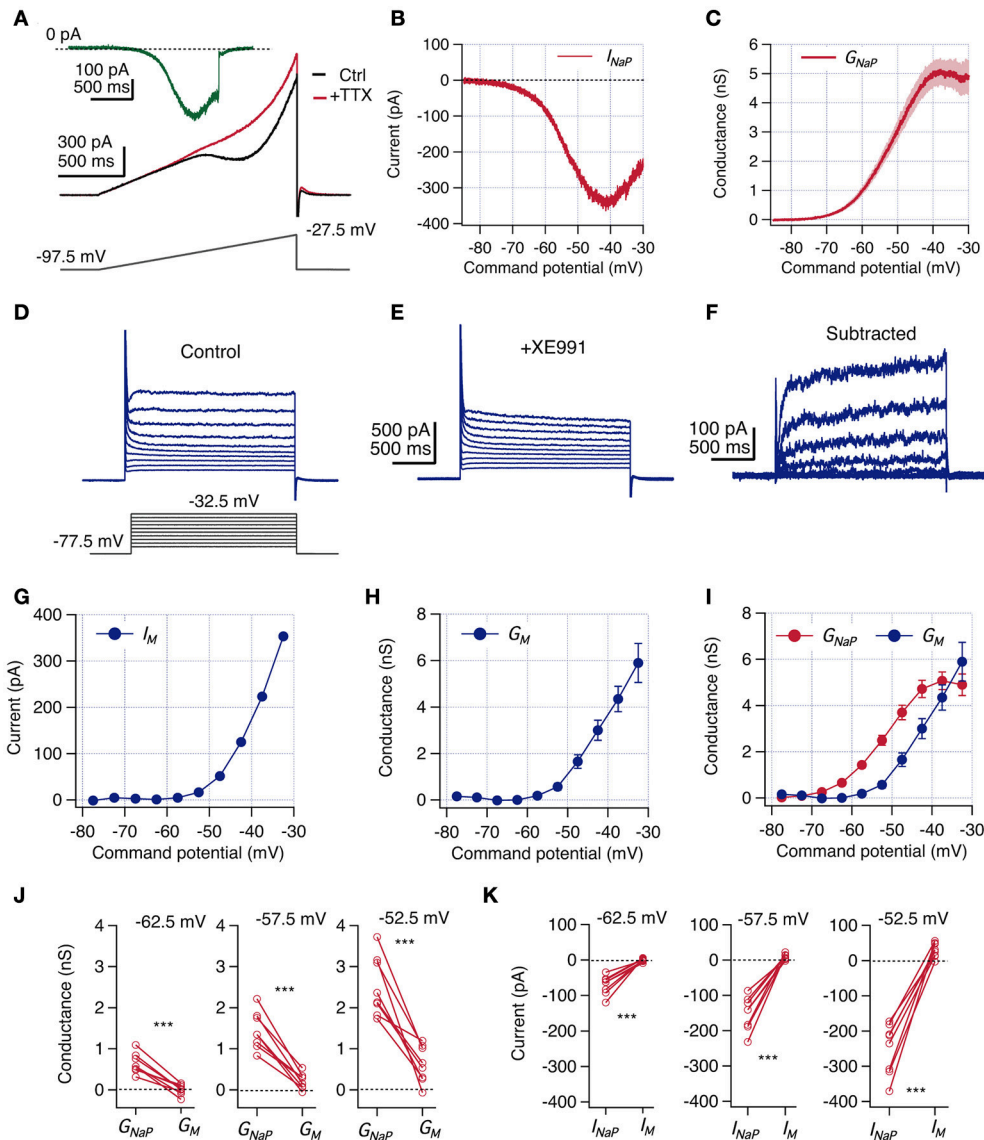 A
0 pA
100 pA
500 ms
Ctrl
+TTX
300 pA
500 ms
-97.5 mV
-27.5 mV
B
I_NaP
Current (pA)
100
0
-100
-200
-300
-400
-80 -70 -60 -50 -40 -30
Command potential (mV)
C
G_NaP
Conductance (nS)
6
5
4
3
2
1
0
-80 -70 -60 -50 -40 -30
Command potential (mV)
D
Control
-32.5 mV
-77.5 mV
E
+XE991
500 pA
500 ms
F
Subtracted
100 pA
500 ms
G
I_M
Current (pA)
400
300
200
100
0
-80 -70 -60 -50 -40 -30
Command potential (mV)
H
G_M
Conductance (nS)
8
6
4
2
0
-80 -70 -60 -50 -40 -30
Command potential (mV)
I
G_NaP G_M
Conductance (nS)
8
6
4
2
0
-80 -70 -60 -50 -40 -30
Command potential (mV)
J
Conductance (nS)
-62.5 mV
4
3
2
1
0
***
G_NaP G_M
-57.5 mV
4
3
2
1
0
***
G_NaP G_M
-52.5 mV
4
3
2
1
0
***
G_NaP G_M
K
Current (pA)
-62.5 mV
100
0
-100
-200
-300
-400
***
I_NaP I_M
-57.5 mV
100
0
-100
-200
-300
-400
***
I_NaP I_M
-52.5 mV
100
0
-100
-200
-300
-400
***
I_NaP I_M